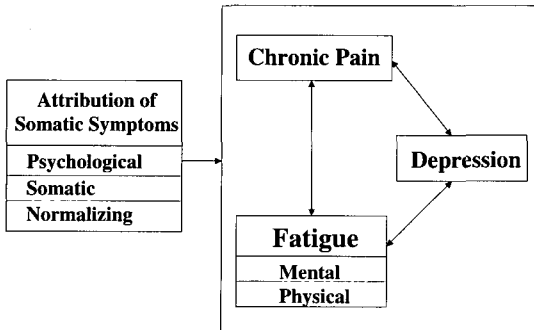 Attribution of
Somatic Symptoms
Psychological
Somatic
Normalizing
Chronic Pain
Depression
Fatigue
Mental
Physical